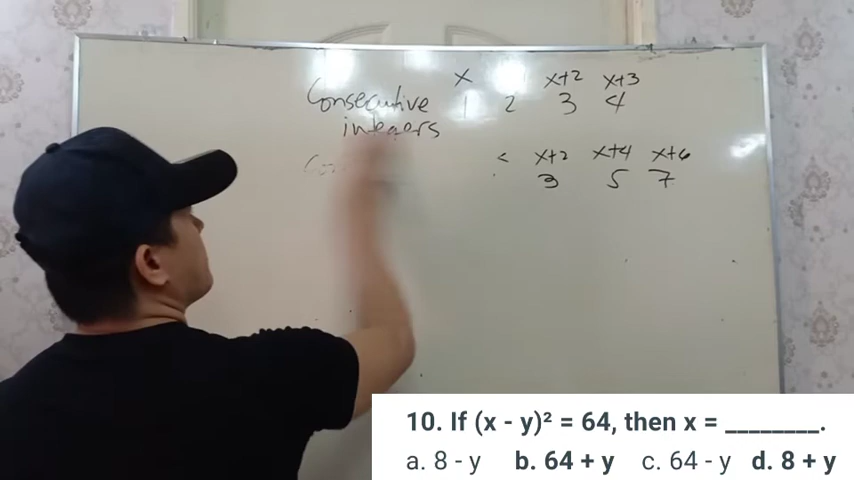 x x+2 x+3
Consecutive 1 2 3 4
integers
x+2 x+4 x+6
3 5 7
10. If (x - y)² = 64, then x = ________.
a. 8 - y b. 64 + y c. 64 - y d. 8 + y